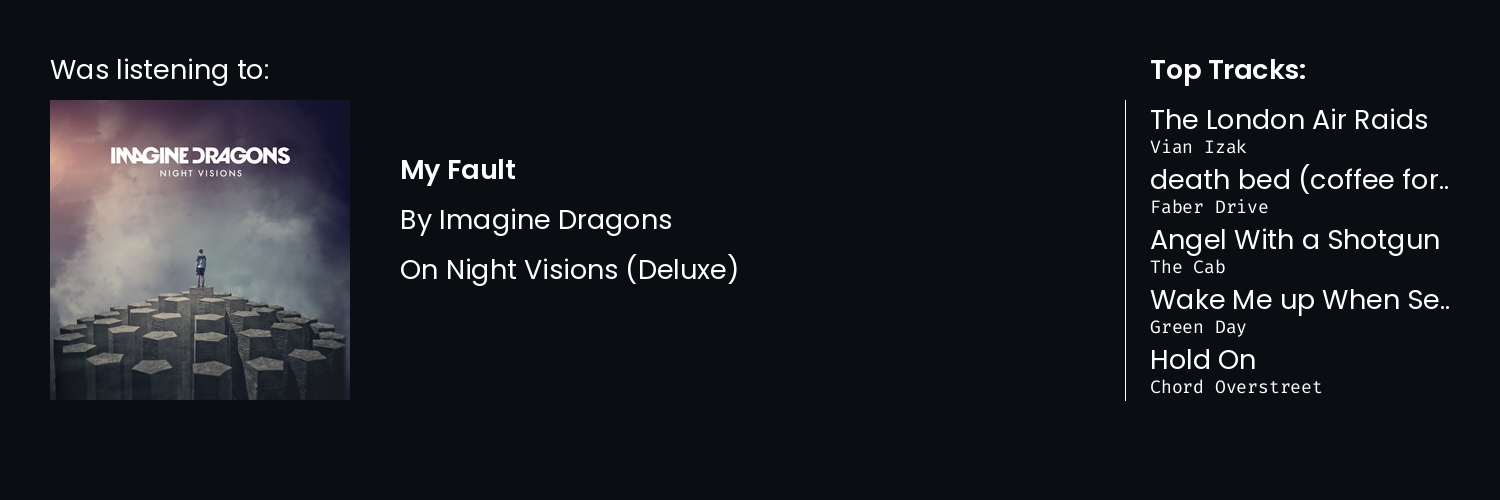 Was listening to:
IMAGINE DRAGONS
NIGHT VISIONS
My Fault
By Imagine Dragons
On Night Visions (Deluxe)
Top Tracks:
The London Air Raids
Vian Izak
death bed (coffee for..
Faber Drive
Angel With a Shotgun
The Cab
Wake Me up When Se..
Green Day
Hold On
Chord Overstreet